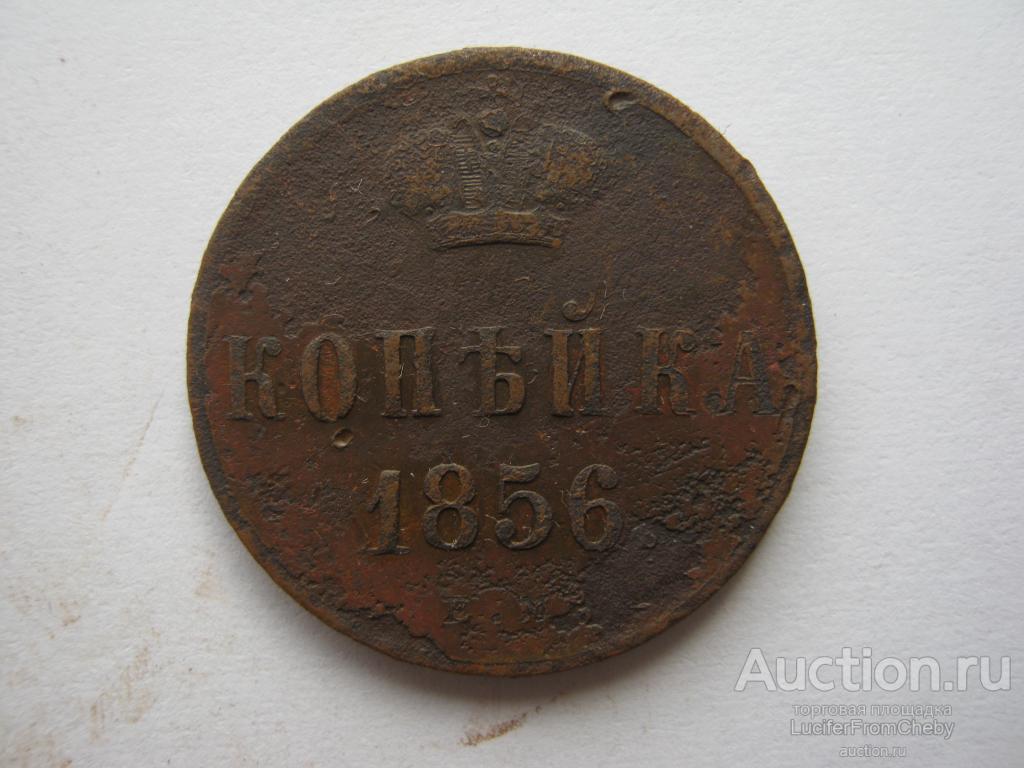 КОПѢЙКА
1856
Е.М
Auction.ru
торговая площадка
LuciferFromCheby
auction.ru